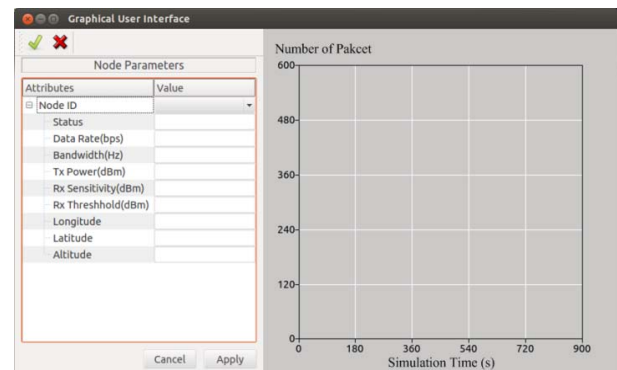 Graphical User Interface
Node Parameters
Attributes Value
Node ID
Status
Data Rate(bps)
Bandwidth(Hz)
Tx Power(dBm)
Rx Sensitivity(dBm)
Rx Threshhold(dBm)
Longitude
Latitude
Altitude
Cancel Apply
Number of Pakcet
600
480
360
240
120
0
0 180 360 540 720 900
Simulation Time (s)